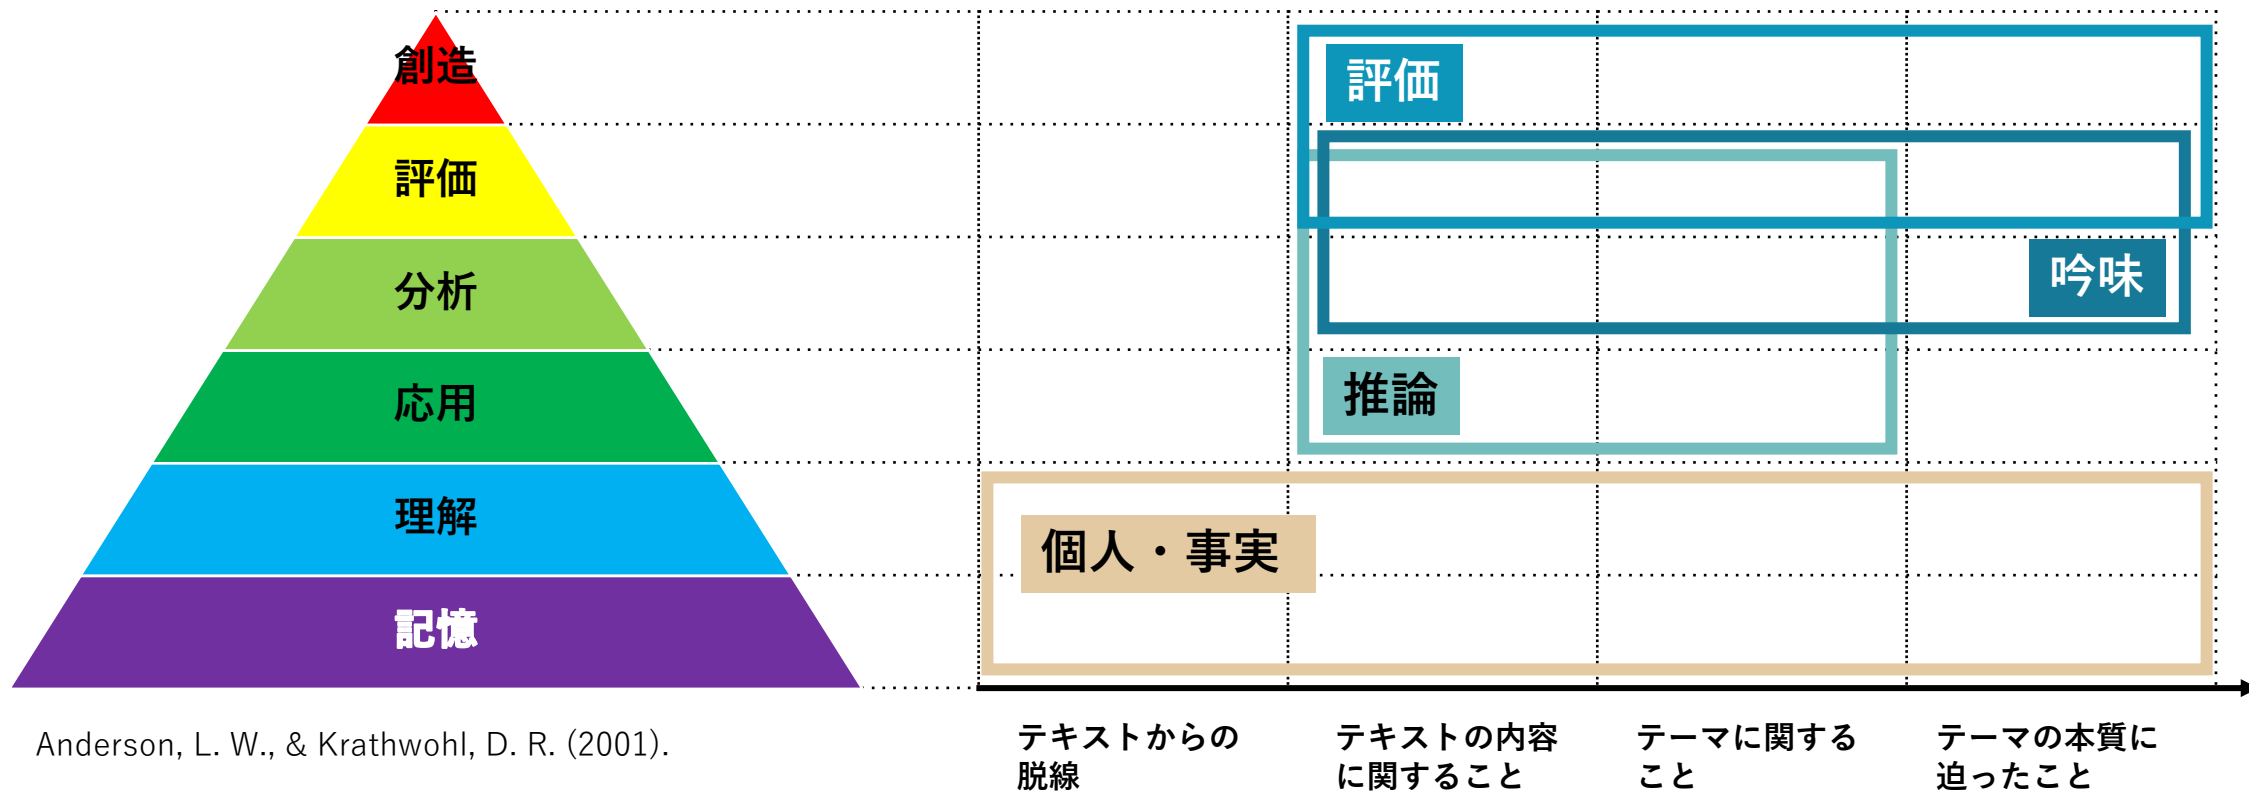 創造
評価
分析
応用
理解
記憶
評価
吟味
推論
個人・事実
Anderson, L. W., & Krathwohl, D. R. (2001).
テキストからの
脱線
テキストの内容
に関すること
テーマに関する
こと
テーマの本質に
迫ったこと